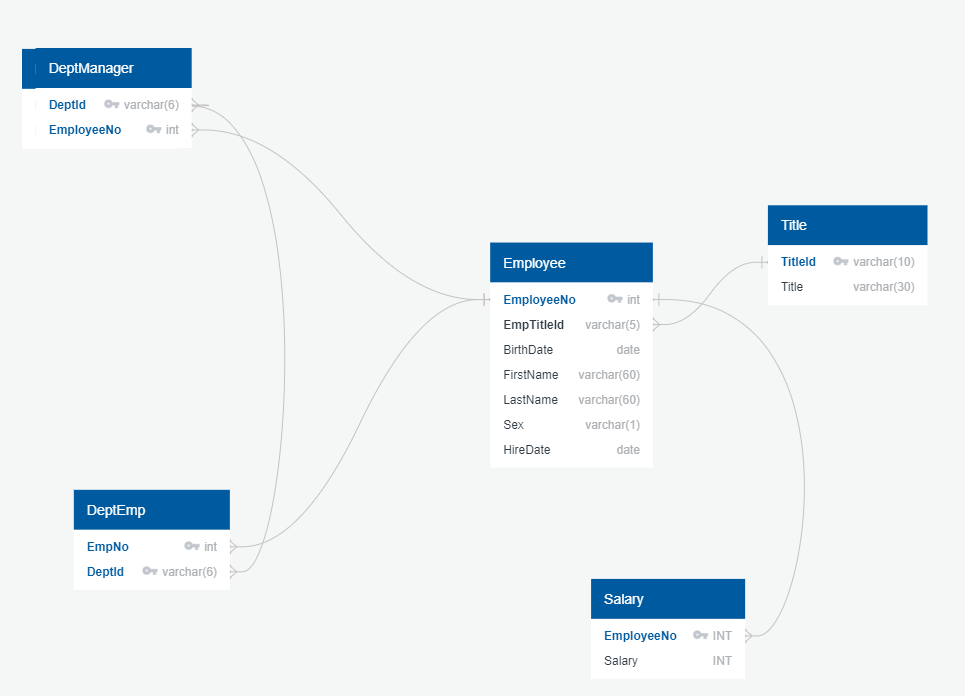 DeptManager
DeptId varchar(6)
EmployeeNo int
Title
TitleId varchar(10)
Title varchar(30)
Employee
EmployeeNo int
EmpTitleId varchar(5)
BirthDate date
FirstName varchar(60)
LastName varchar(60)
Sex varchar(1)
HireDate date
DeptEmp
EmpNo int
DeptId varchar(6)
Salary
EmployeeNo INT
Salary INT